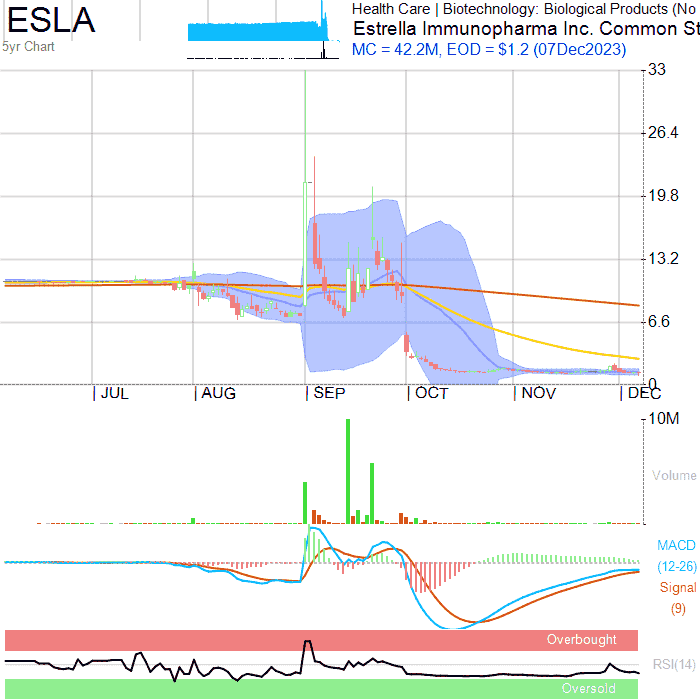 ESLA
5yr Chart
Health Care | Biotechnology: Biological Products (No
Estrella Immunopharma Inc. Common St
MC = 42.2M, EOD = $1.2 (07Dec2023)
33
26.4
19.8
13.2
6.6
0
JUL AUG SEP OCT NOV DEC
10M
Volume
MACD
(12-26)
Signal
(9)
Overbought
RSI(14)
Oversold